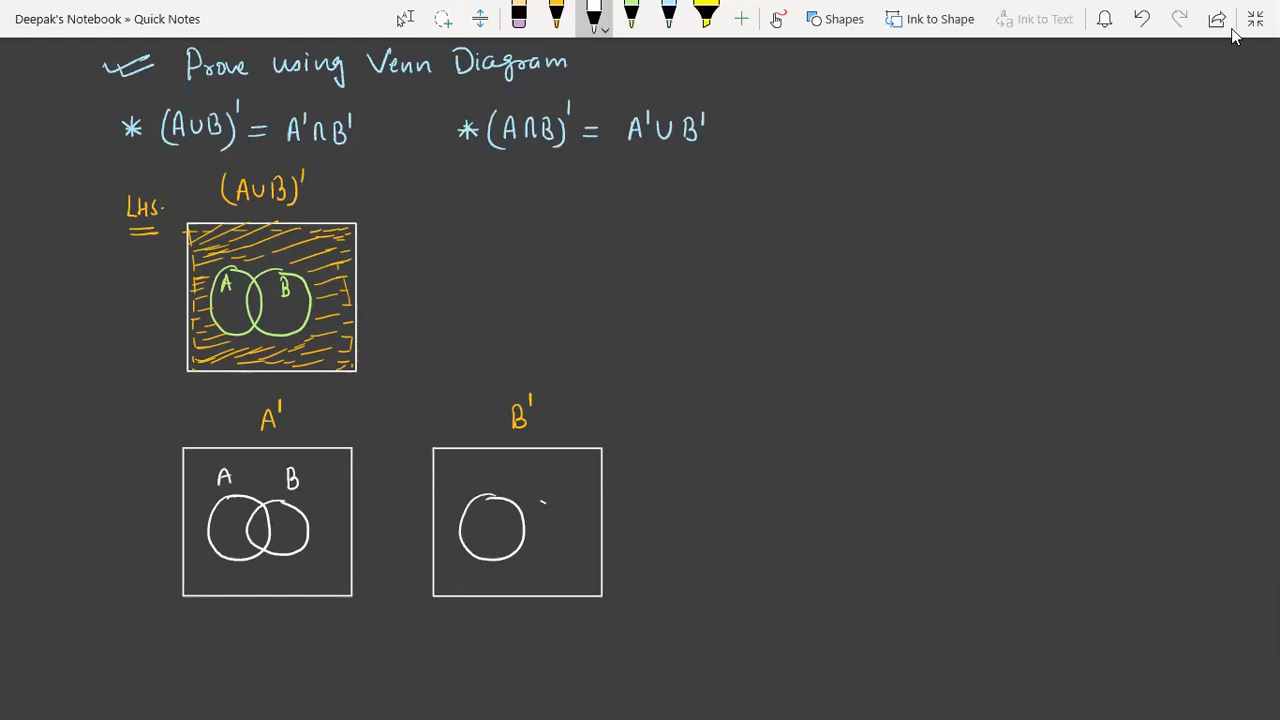 Deepak's Notebook » Quick Notes
Shapes
Ink to Shape
Ink to Text
Prove using Venn Diagram
* (A∪B)' = A'∩B' * (A∩B)' = A'∪B'
(A∪B)'
LHS.
A B
A' B'
A B